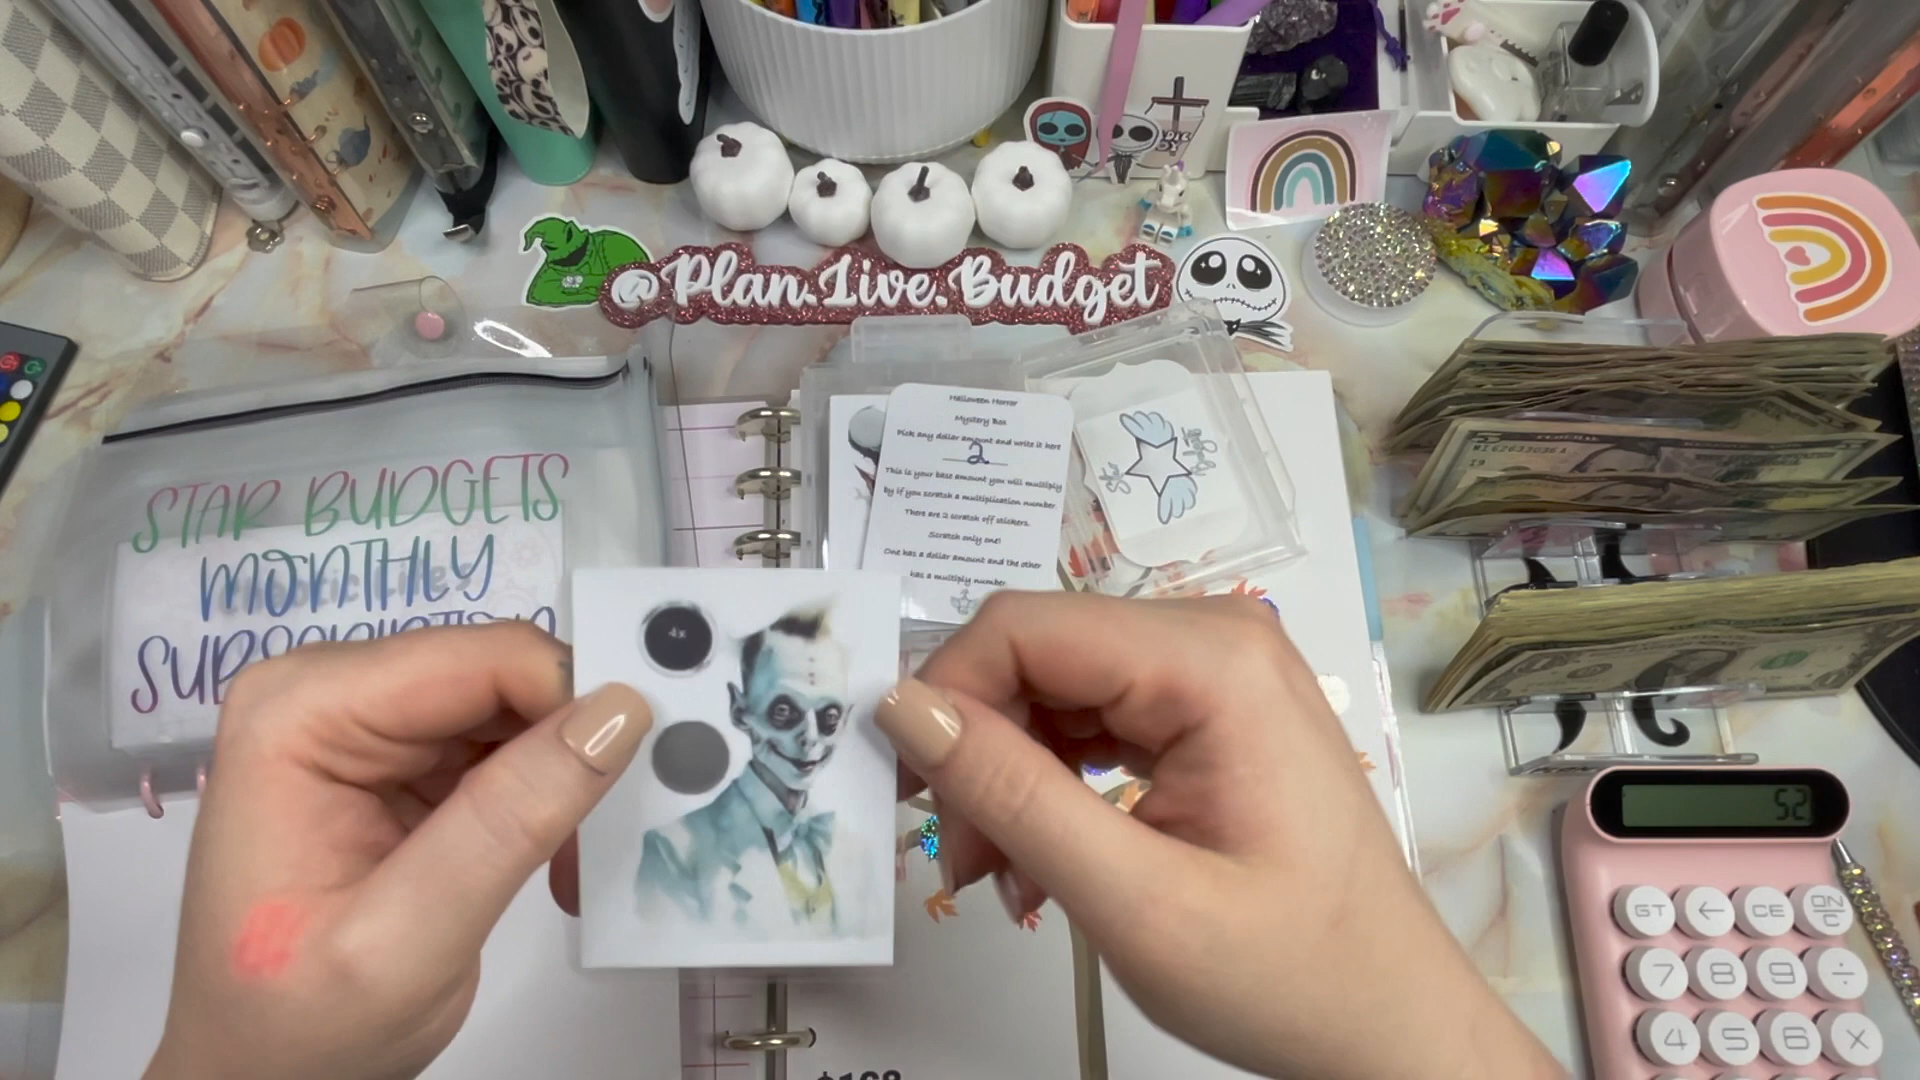 @Plan.Live.Budget
STAR BUDGETS
MONTHLY
Halloween Horror
Mystery Box
Pick any dollar amount and write it here
2
This is your base amount you will multiply
by if you scratch a multiplication number.
There are 2 scratch off stickers.
Scratch only one!
One has a dollar amount and the other
has a multiply number
4x
52
GT ← CE ON/C
7 8 9 ÷
4 5 6 X